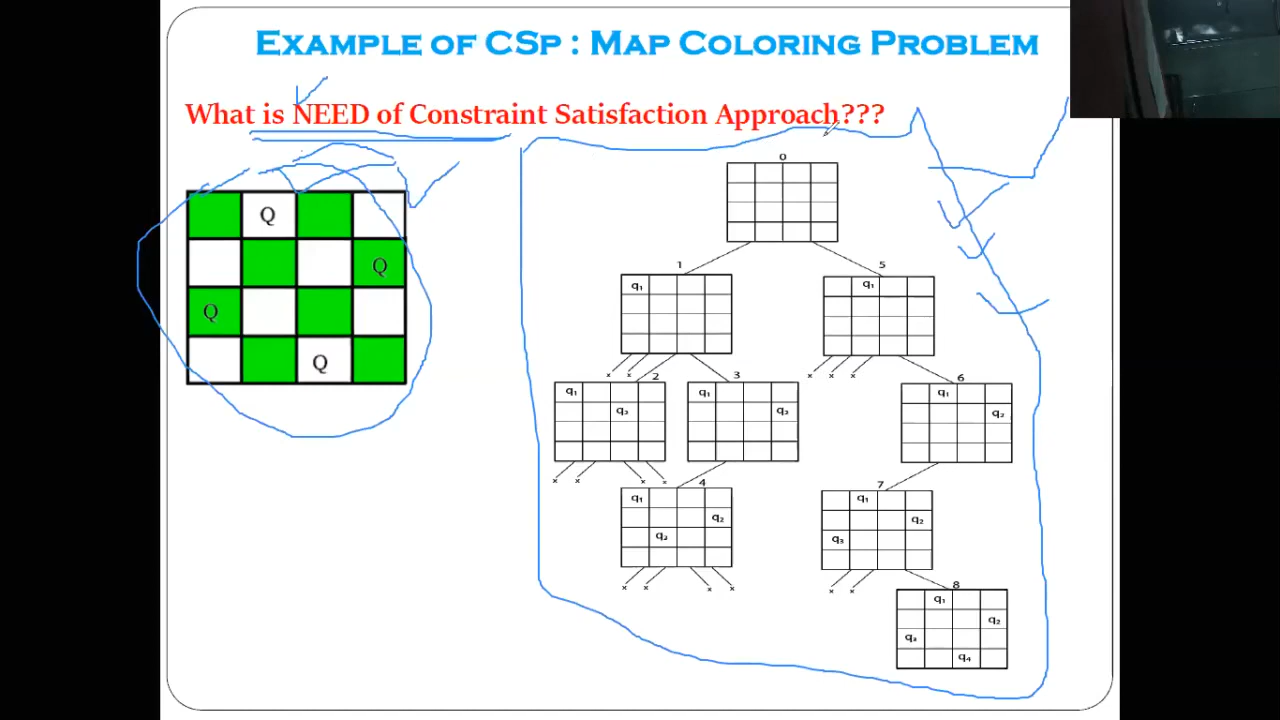 Example of CSp : Map Coloring Problem
What is NEED of Constraint Satisfaction Approach???
Q
Q
Q
Q
0
1
5
q1
q1
2
3
6
q1
q2
q1
q2
q1
q2
4
7
q1
q2
q3
q1
q2
q3
8
q1
q2
q3
q4